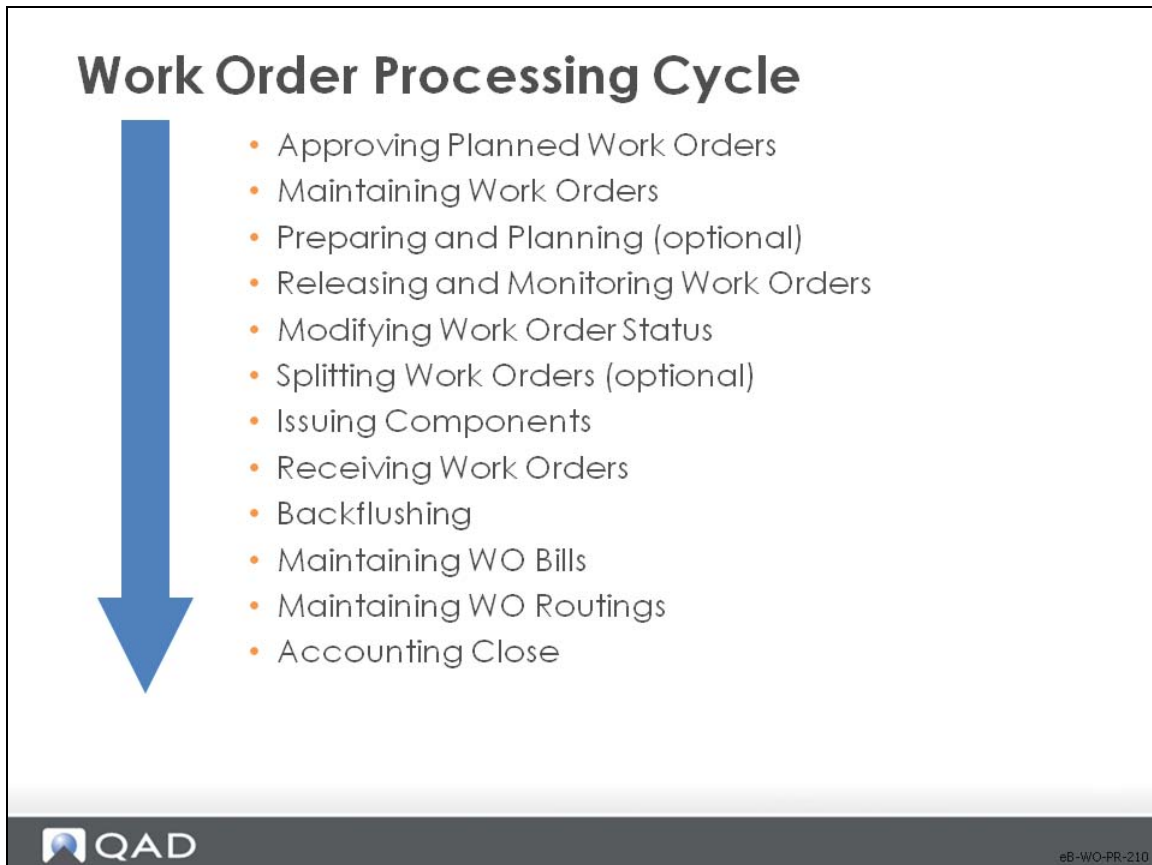 Work Order Processing Cycle
• Approving Planned Work Orders
• Maintaining Work Orders
• Preparing and Planning (optional)
• Releasing and Monitoring Work Orders
• Modifying Work Order Status
• Splitting Work Orders (optional)
• Issuing Components
• Receiving Work Orders
• Backflushing
• Maintaining WO Bills
• Maintaining WO Routings
• Accounting Close
QAD
eB-WO-PR-210